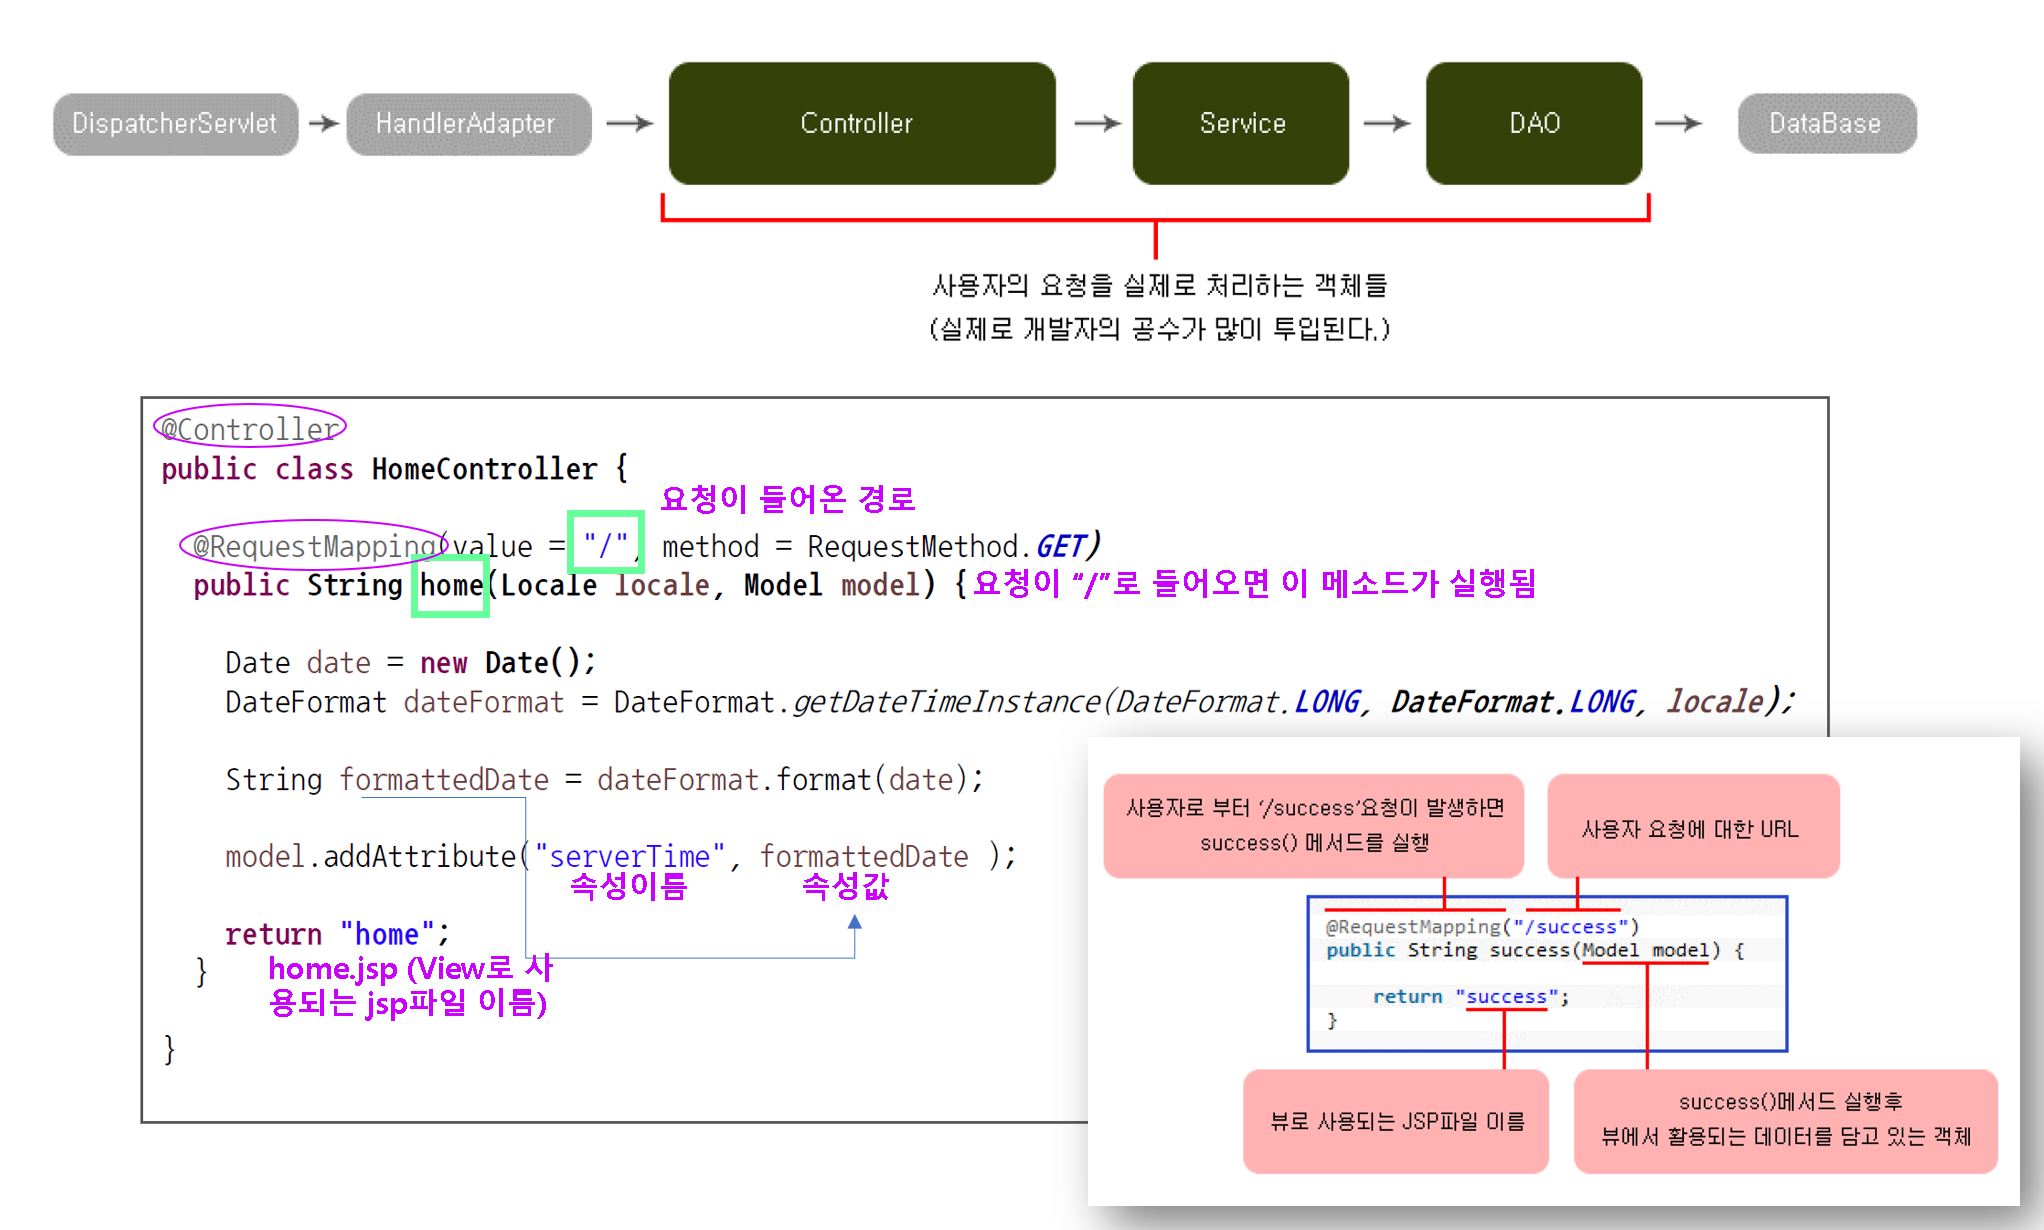 DispatcherServlet
HandlerAdapter
Controller
Service
DAO
DataBase
사용자의 요청을 실제로 처리하는 객체들
(실제로 개발자의 공수가 많이 투입된다.)
@Controller
public class HomeController {
요청이 들어온 경로
@RequestMapping(value = "/", method = RequestMethod.GET)
public String home(Locale locale, Model model) { 요청이 “/”로 들어오면 이 메소드가 실행됨
Date date = new Date();
DateFormat dateFormat = DateFormat.getDateTimeInstance(DateFormat.LONG, DateFormat.LONG, locale);
String formattedDate = dateFormat.format(date);
model.addAttribute("serverTime", formattedDate );
속성이름 속성값
return "home";
}
home.jsp (View로 사
용되는 jsp파일 이름)
}
사용자로 부터 ‘/success’요청이 발생하면
success() 메서드를 실행
사용자 요청에 대한 URL
@RequestMapping("/success")
public String success(Model model) {
return "success";
}
뷰로 사용되는 JSP파일 이름
success()메서드 실행후
뷰에서 활용되는 데이터를 담고 있는 객체